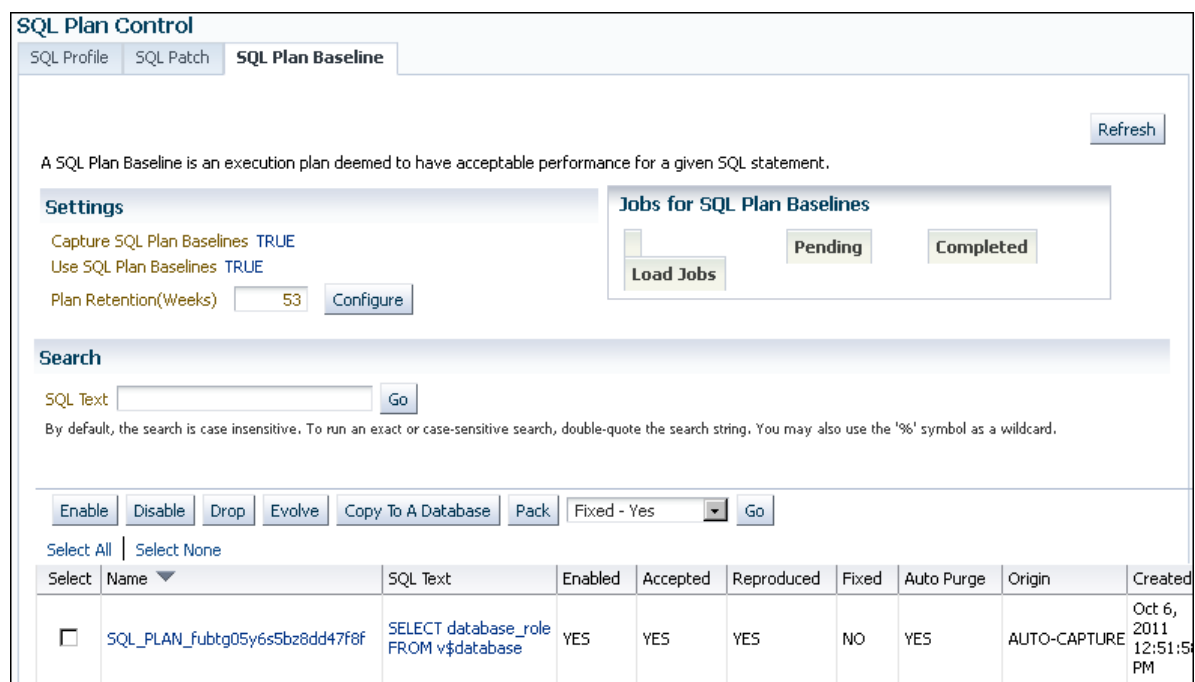 SQL Plan Control
SQL Profile SQL Patch SQL Plan Baseline
Refresh
A SQL Plan Baseline is an execution plan deemed to have acceptable performance for a given SQL statement.
Settings
Capture SQL Plan Baselines TRUE
Use SQL Plan Baselines TRUE
Plan Retention(Weeks) 53 Configure
Jobs for SQL Plan Baselines
Pending Completed
Load Jobs
Search
SQL Text Go
By default, the search is case insensitive. To run an exact or case-sensitive search, double-quote the search string. You may also use the '%' symbol as a wildcard.
Enable Disable Drop Evolve Copy To A Database Pack Fixed - Yes Go
Select All Select None
Select Name SQL Text Enabled Accepted Reproduced Fixed Auto Purge Origin Created
SQL_PLAN_fubtg05y6s5bz8dd47f8f
SELECT database_role
FROM v$database
YES YES YES NO YES AUTO-CAPTURE
Oct 6,
2011
12:51:58
PM